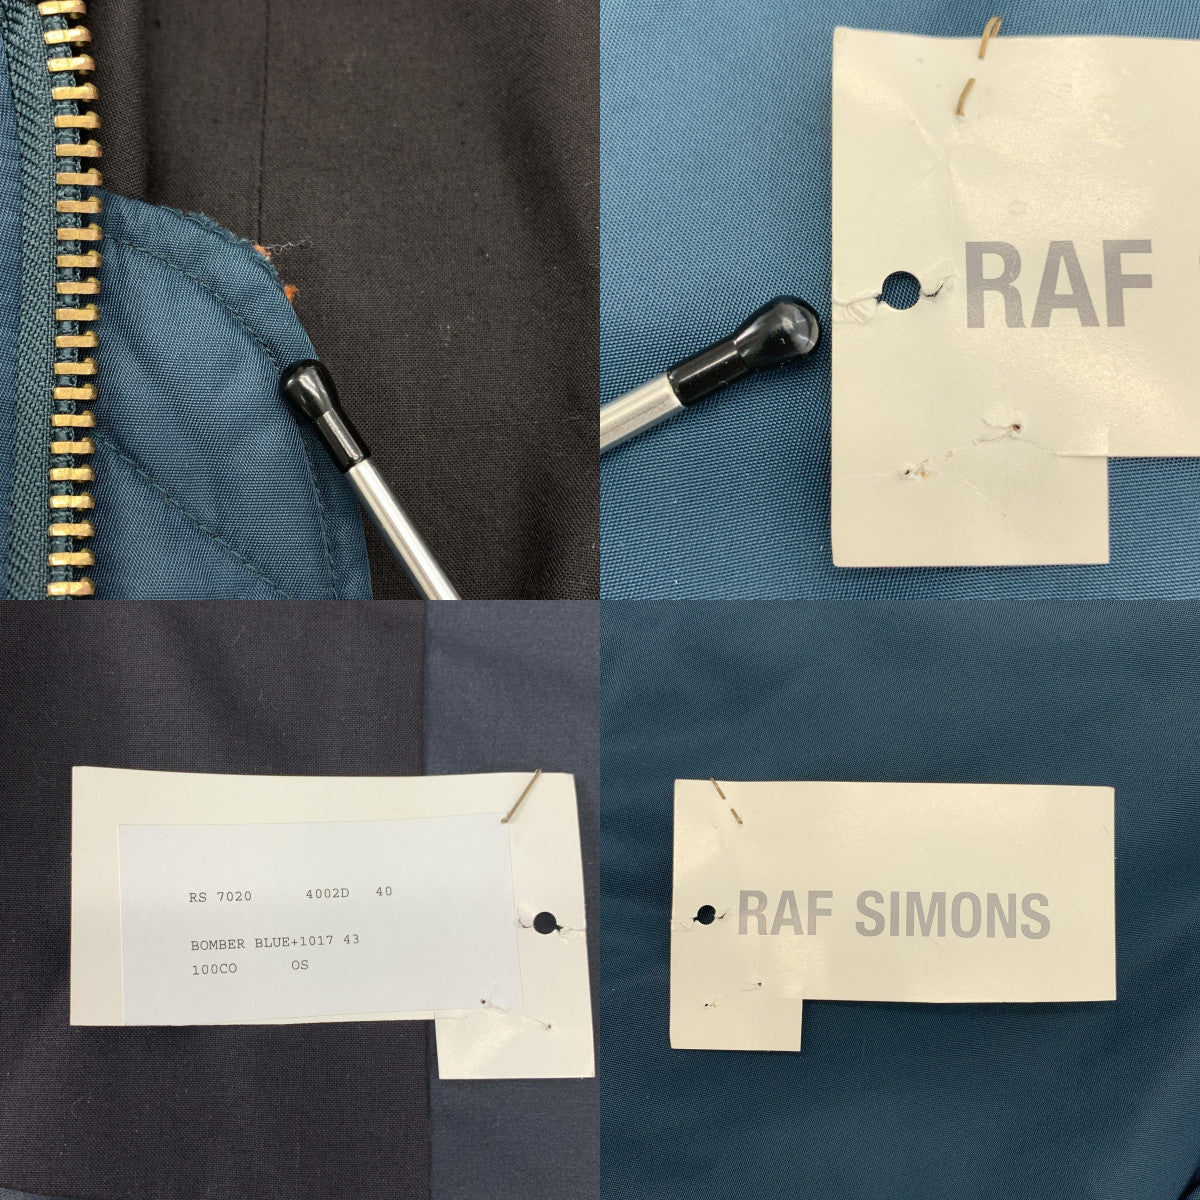 RAF S
RS 7020 4002D 40
BOMBER BLUE+1017 43
100CO OS
RAF SIMONS